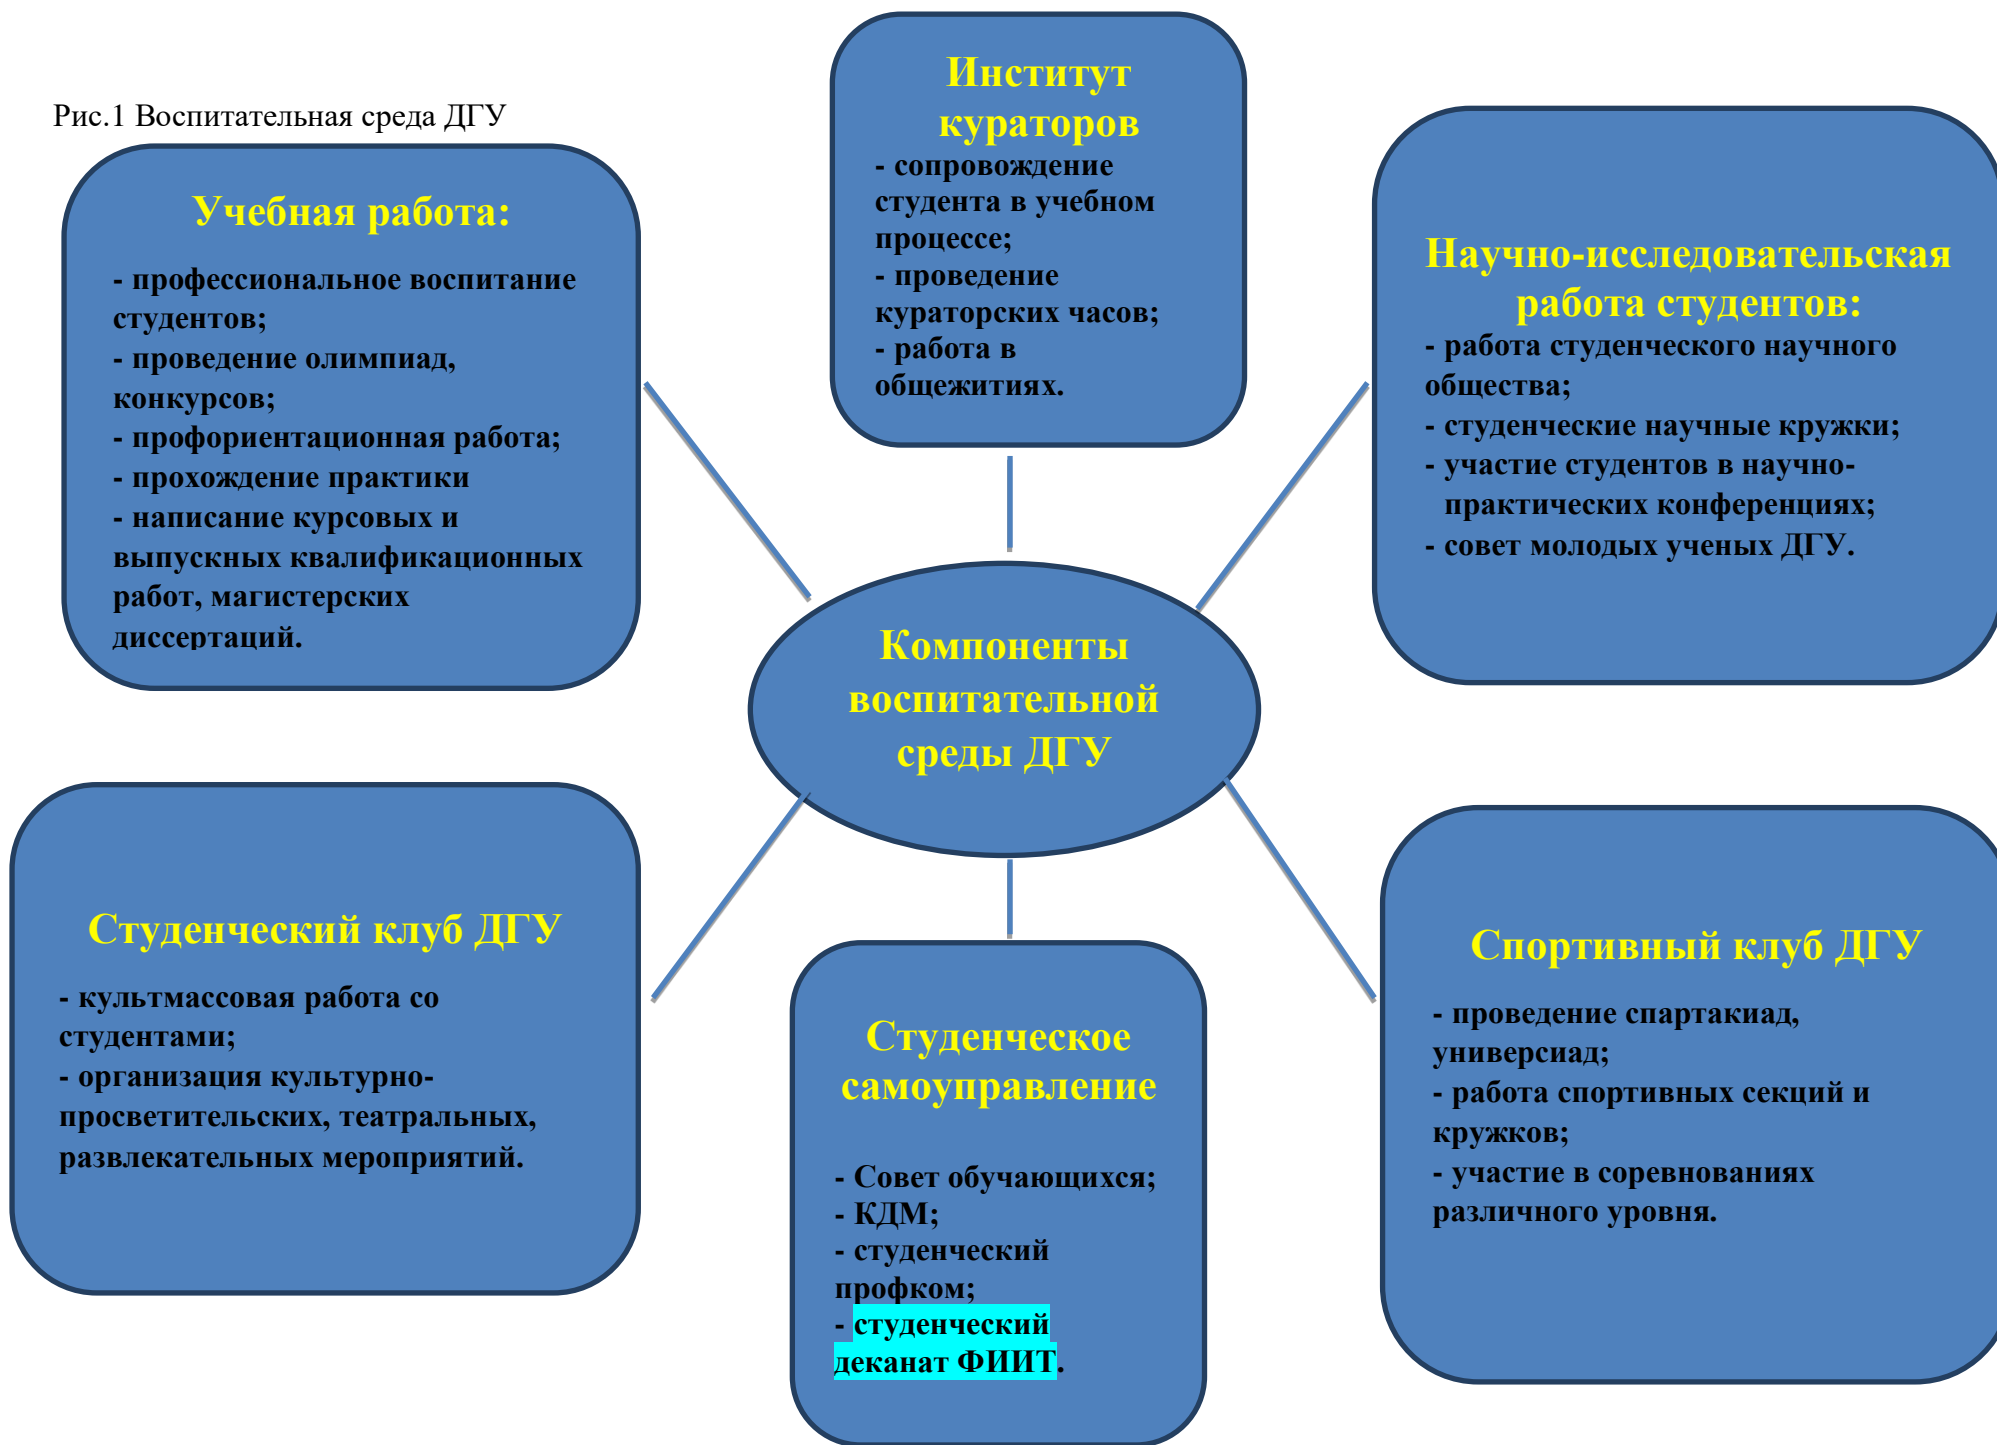 Рис.1 Воспитательная среда ДГУ
Институт
кураторов
- сопровождение
студента в учебном
процессе;
- проведение
кураторских часов;
- работа в
общежитиях.
Учебная работа:
- профессиональное воспитание
студентов;
- проведение олимпиад,
конкурсов;
- профориентационная работа;
- прохождение практики
- написание курсовых и
выпускных квалификационных
работ, магистерских
диссертаций.
Научно-исследовательская
работа студентов:
- работа студенческого научного
общества;
- студенческие научные кружки;
- участие студентов в научно-
практических конференциях;
- совет молодых ученых ДГУ.
Компоненты
воспитательной
среды ДГУ
Студенческий клуб ДГУ
- культмассовая работа со
студентами;
- организация культурно-
просветительских, театральных,
развлекательных мероприятий.
Студенческое
самоуправление
- Совет обучающихся;
- КДМ;
- студенческий
профком;
- студенческий
деканат ФИИТ.
Спортивный клуб ДГУ
- проведение спартакиад,
универсиад;
- работа спортивных секций и
кружков;
- участие в соревнованиях
различного уровня.